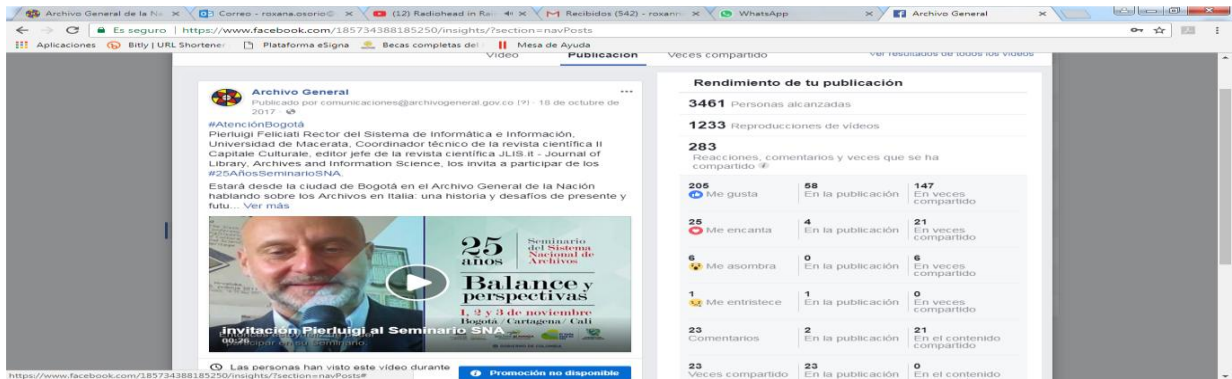 Archivo General de la Na
Correo - roxana.osorio@
(12) Radiohead in Rai
Recibidos (542) - roxann
WhatsApp
Archivo General
Es seguro | https://www.facebook.com/185734388185250/insights/?section=navPosts
Aplicaciones
Bitly | URL Shortener
Plataforma eSigna
Becas completas del
Mesa de Ayuda
Video
Publicación
Veces compartido
Ver resultados de todos los videos
Archivo General
Publicado por comunicaciones@archivogeneral.gov.co [?] · 18 de octubre de
2017 ·
#AtenciónBogotá
Pierluigi Feliciati Rector del Sistema de Informática e Información,
Universidad de Macerata, Coordinador técnico de la revista científica Il
Capitale Culturale, editor jefe de la revista científica JLIS.it - Journal of
Library, Archives and Information Science, los invita a participar de los
#25AñosSeminarioSNA.
Estará desde la ciudad de Bogotá en el Archivo General de la Nación
hablando sobre los Archivos en Italia: una historia y desafíos de presente y
futu... Ver más
25
años
Seminario
del Sistema
Nacional de
Archivos
Balance y
perspectivas
1, 2 y 3 de noviembre
Bogotá / Cartagena / Cali
invitación Pierluigi al Seminario SNA
00:26
participar en su Seminario.
Las personas han visto este video durante
Promoción no disponible
https://www.facebook.com/185734388185250/insights/?section=navPosts#
Rendimiento de tu publicación
3461 Personas alcanzadas
1233 Reproducciones de vídeos
283
Reacciones, comentarios y veces que se ha
compartido
205
Me gusta
58
En la publicación
147
En veces
compartido
25
Me encanta
4
En la publicación
21
En veces
compartido
6
Me asombra
0
En la publicación
6
En veces
compartido
1
Me entristece
1
En la publicación
0
En veces
compartido
23
Comentarios
2
En la publicación
21
En el contenido
compartido
23
Veces compartido
23
En la publicación
0
En el contenido